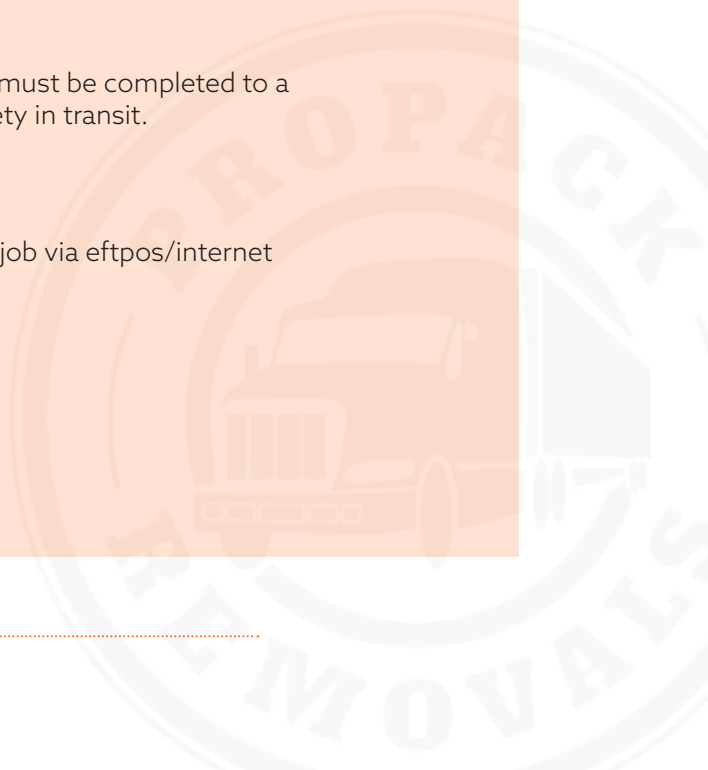 must be completed to a
ety in transit.
job via eftpos/internet
PROPACK
REMOVALS